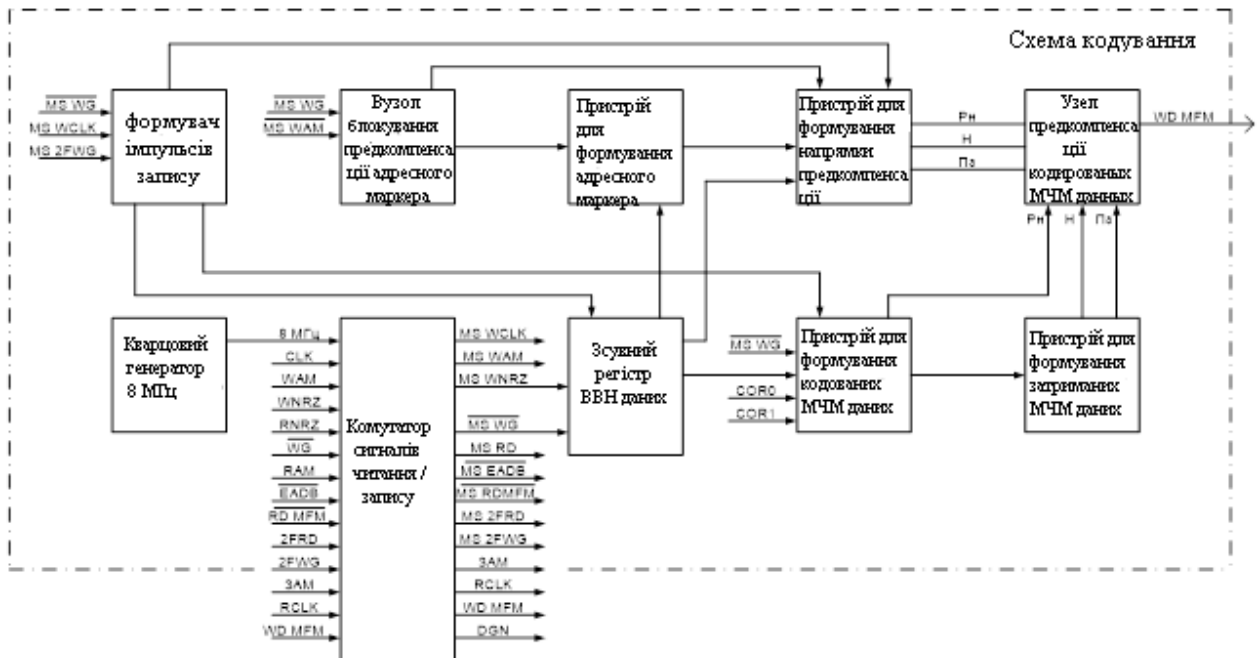 Схема кодування
MS WG
MS WCLK
MS 2FWG
формувач
імпульсів
запису
MS WG
MS WAM
Вузол
блокування
предкомпенса
ції адресного
маркера
Пристрій
для
формування
адресного
маркера
Пристрій для
формування
напрямки
предкомпенса
ції
Рн
Н
Па
Узел
предкомпенса
ції
кодированых
МЧМ данных
WD MFM
Рн
Н
Па
Кварцовий
генератор
8 МГц
8 МГц
CLK
WAM
WNRZ
RNRZ
WG
RAM
EADB
RD MFM
2FRD
2FWG
3AM
RCLK
WD MFM
Комутатор
сигналів
читання /
запису
MS WCLK
MS WAM
MS WNRZ
MS WG
MS RD
MS EADB
MS RDMFM
MS 2FRD
MS 2FWG
3AM
RCLK
WD MFM
DGN
Зсувний
регістр
ВВН даних
MS WG
COR0
COR1
Пристрій для
формування
кодованих
МЧМ даних
Пристрій для
формування
затриманих
МЧМ даних